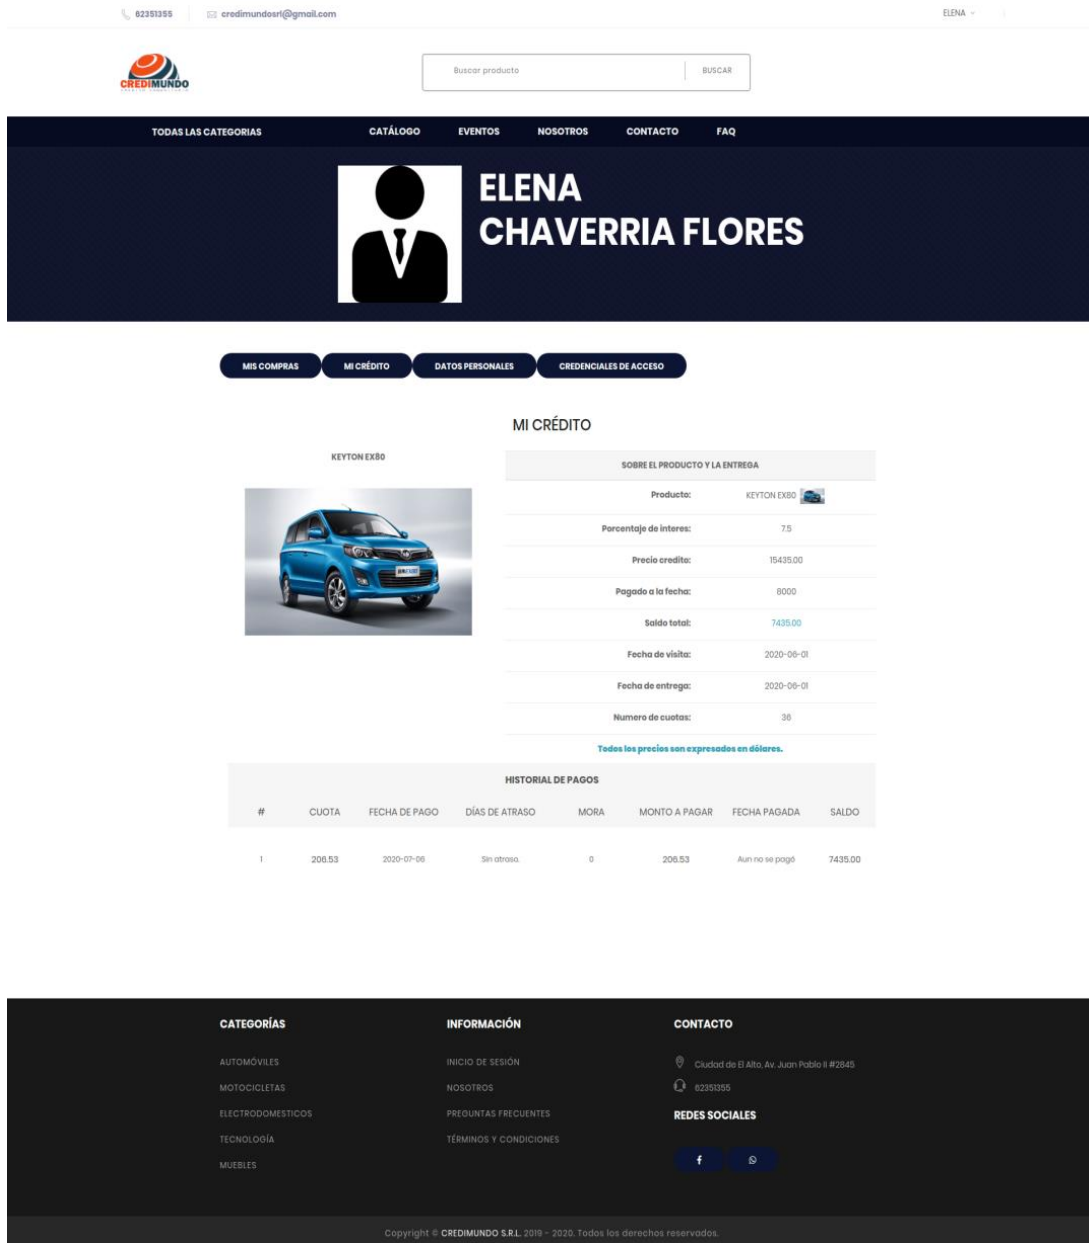 62351355 credimundosrl@gmail.com ELENA
CREDIMUNDO
Buscar producto BUSCAR
TODAS LAS CATEGORIAS CATÁLOGO EVENTOS NOSOTROS CONTACTO FAQ
ELENA
CHAVERRIA FLORES
MIS COMPRAS MI CRÉDITO DATOS PERSONALES CREDENCIALES DE ACCESO
MI CRÉDITO
KEYTON EX80
SOBRE EL PRODUCTO Y LA ENTREGA
Producto: KEYTON EX80
Porcentaje de interes: 7.5
Precio credito: 15435.00
Pagado a la fecha: 8000
Saldo total: 7435.00
Fecha de visita: 2020-06-01
Fecha de entrega: 2020-06-01
Numero de cuotas: 36
Todos los precios son expresados en dólares.
HISTORIAL DE PAGOS
# CUOTA FECHA DE PAGO DÍAS DE ATRASO MORA MONTO A PAGAR FECHA PAGADA SALDO
1 206.53 2020-07-06 Sin atraso. 0 206.53 Aun no se pagó 7435.00
CATEGORÍAS
AUTOMÓVILES
MOTOCICLETAS
ELECTRODOMESTICOS
TECNOLOGÍA
MUEBLES
INFORMACIÓN
INICIO DE SESIÓN
NOSOTROS
PREGUNTAS FRECUENTES
TÉRMINOS Y CONDICIONES
CONTACTO
Ciudad de El Alto, Av. Juan Pablo II #2845
62351355
REDES SOCIALES
Copyright © CREDIMUNDO S.R.L. 2019 - 2020. Todos los derechos reservados.